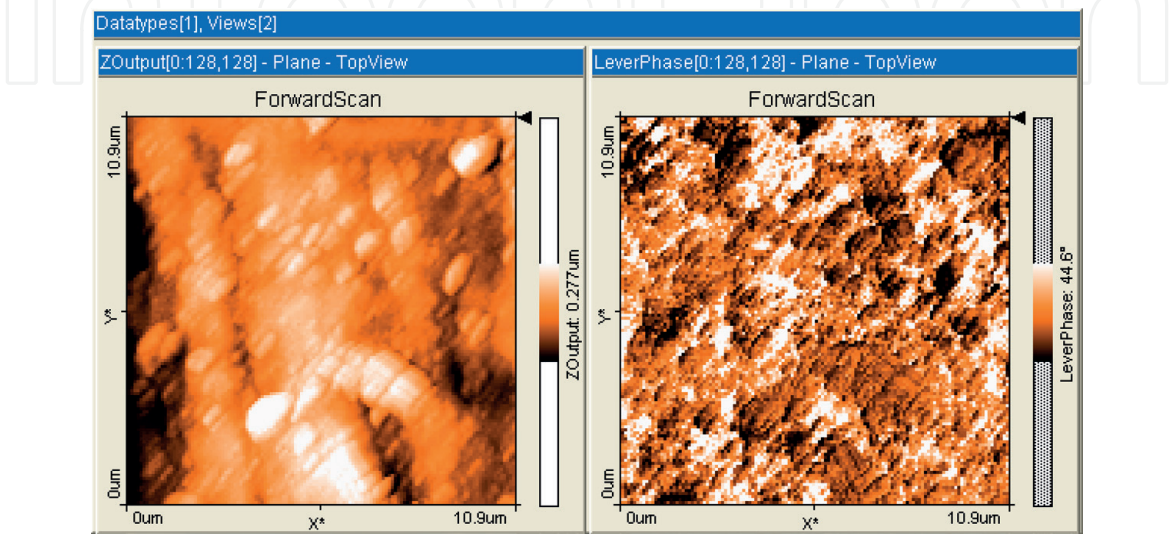 Datatypes[1], Views[2]
ZOutput[0:128,128] - Plane - TopView
ForwardScan
10.9um
Y*
0um
0um
X*
10.9um
ZOutput: 0.277um
LeverPhase[0:128,128] - Plane - TopView
ForwardScan
10.9um
Y*
0um
0um
X*
10.9um
LeverPhase: 44.6°